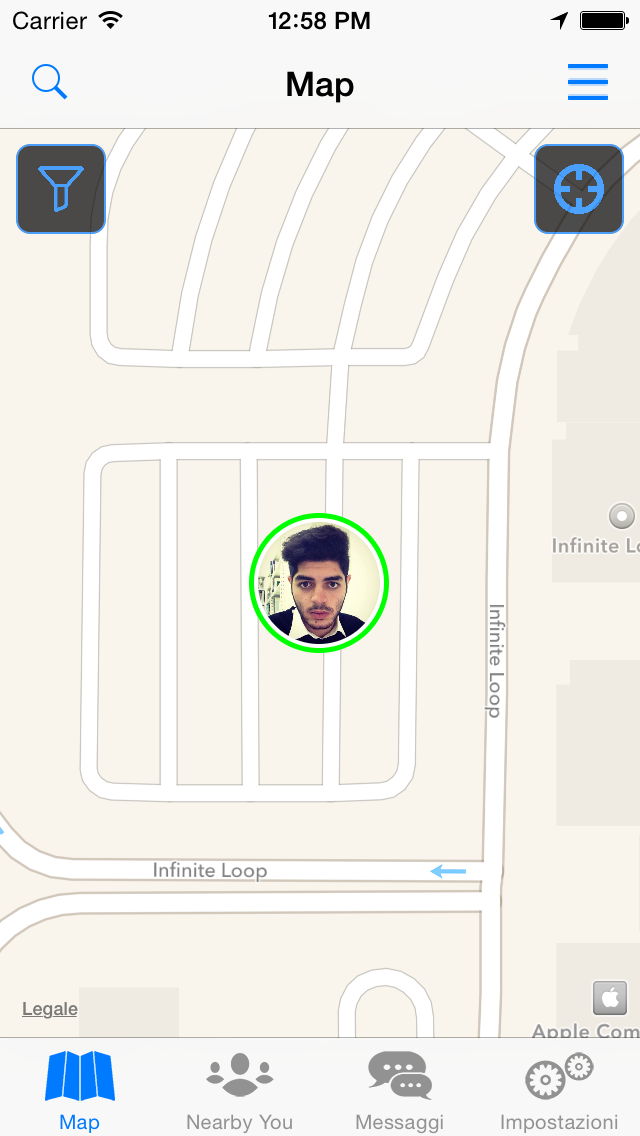 Carrier 12:58 PM
Map
Infinite Lo
Infinite Loop
Infinite Loop
Legale
Apple Com
Map Nearby You Messaggi Impostazioni